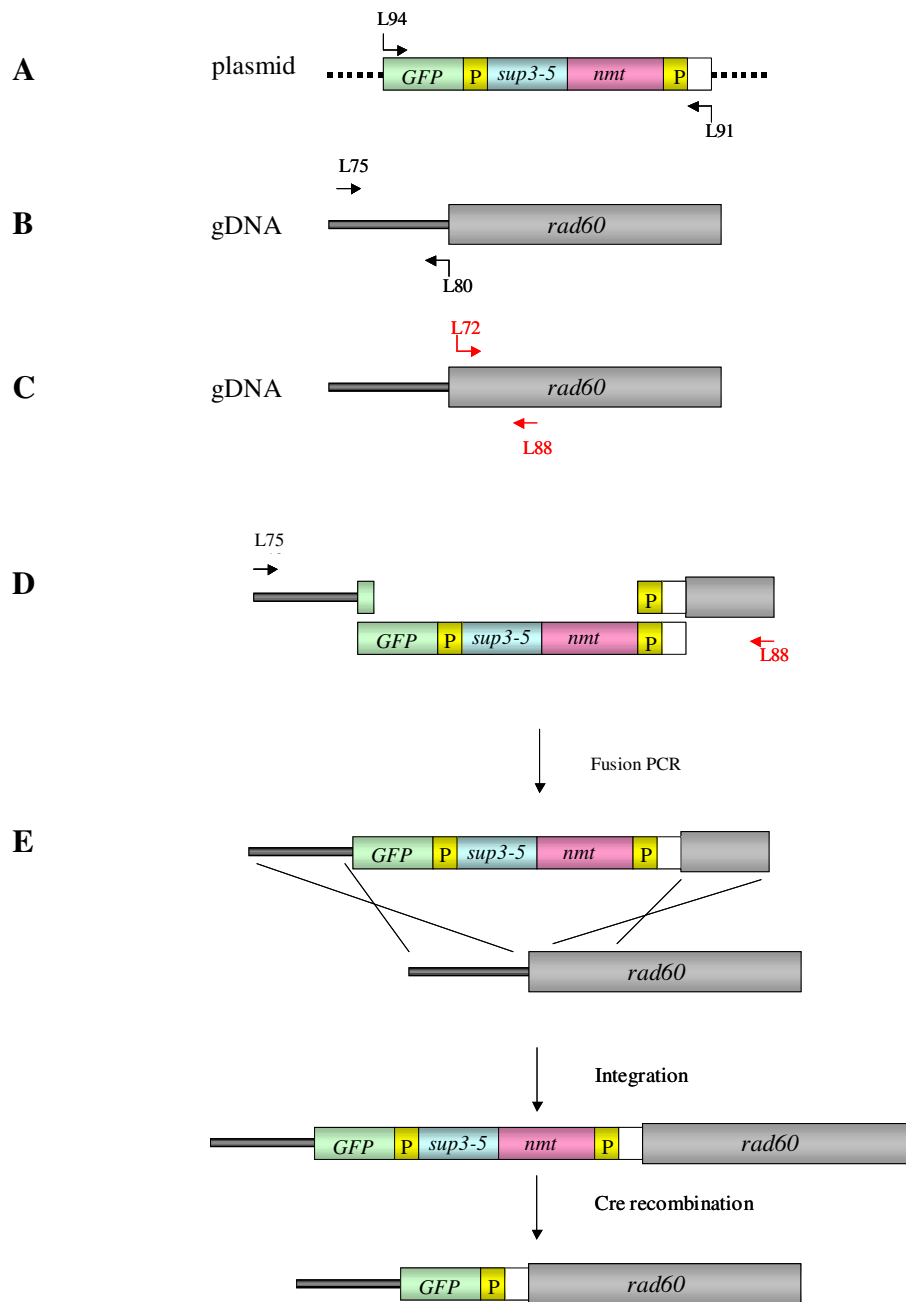 L94
A plasmid GFP P sup3-5 nmt P
L91
L75
B gDNA rad60
L80
L72
C gDNA rad60
L88
L75
D P
GFP P sup3-5 nmt P
L88
Fusion PCR
E GFP P sup3-5 nmt P
rad60
Integration
GFP P sup3-5 nmt P rad60
Cre recombination
GFP P rad60